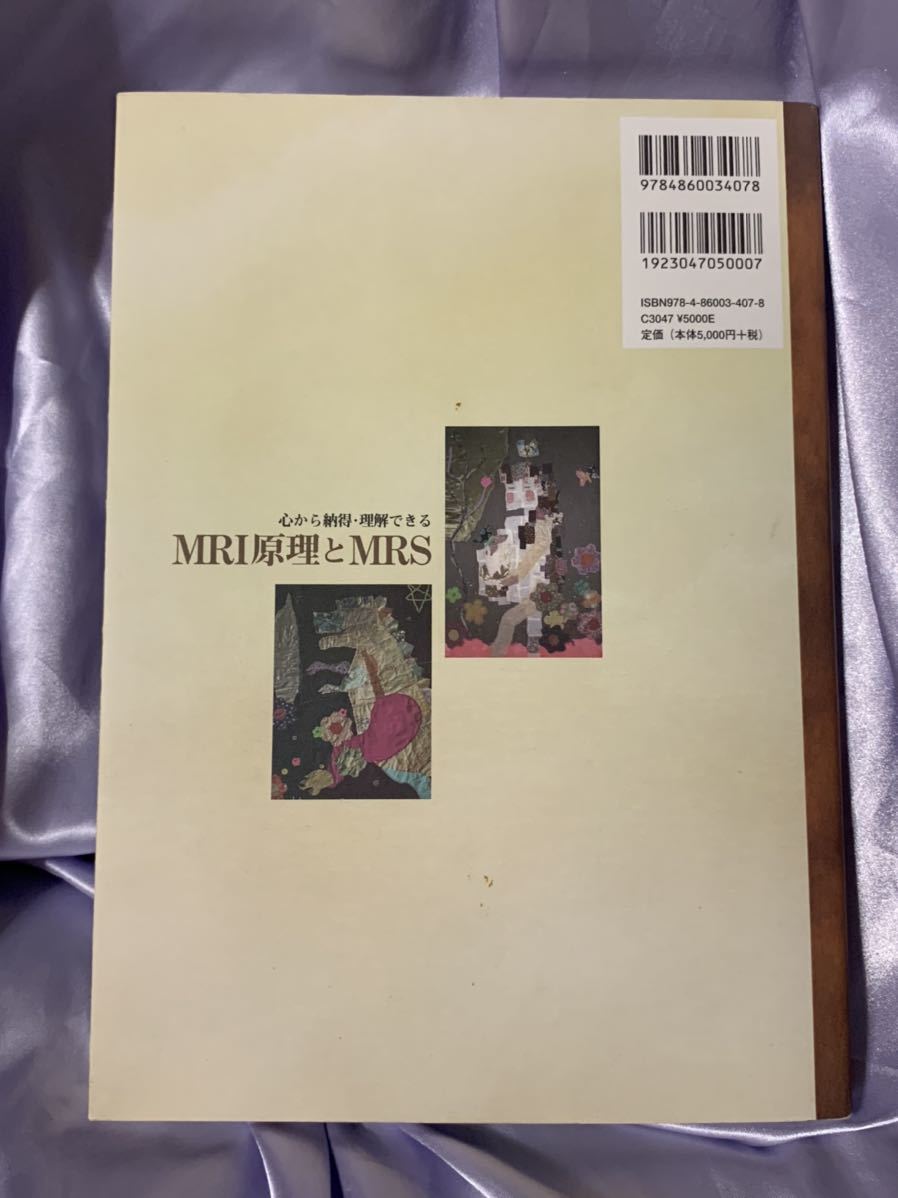 9784860034078
1923047050007
ISBN978-4-86003-407-8
C3047 ¥5000E
定価（本体5,000円+税）
心から納得・理解できる
MRI原理とMRS